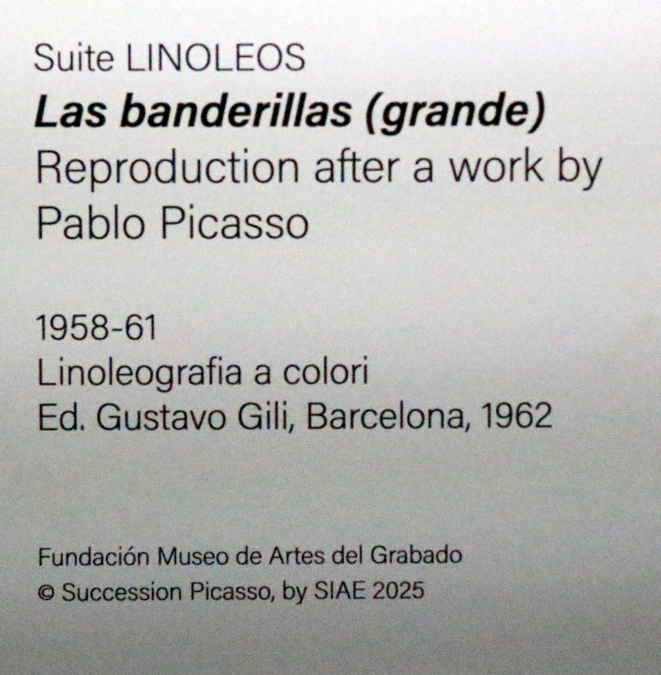 Suite LINOLEOS
Las banderillas (grande)
Reproduction after a work by
Pablo Picasso
1958-61
Linoleografia a colori
Ed. Gustavo Gili, Barcelona, 1962
Fundación Museo de Artes del Grabado
© Succession Picasso, by SIAE 2025